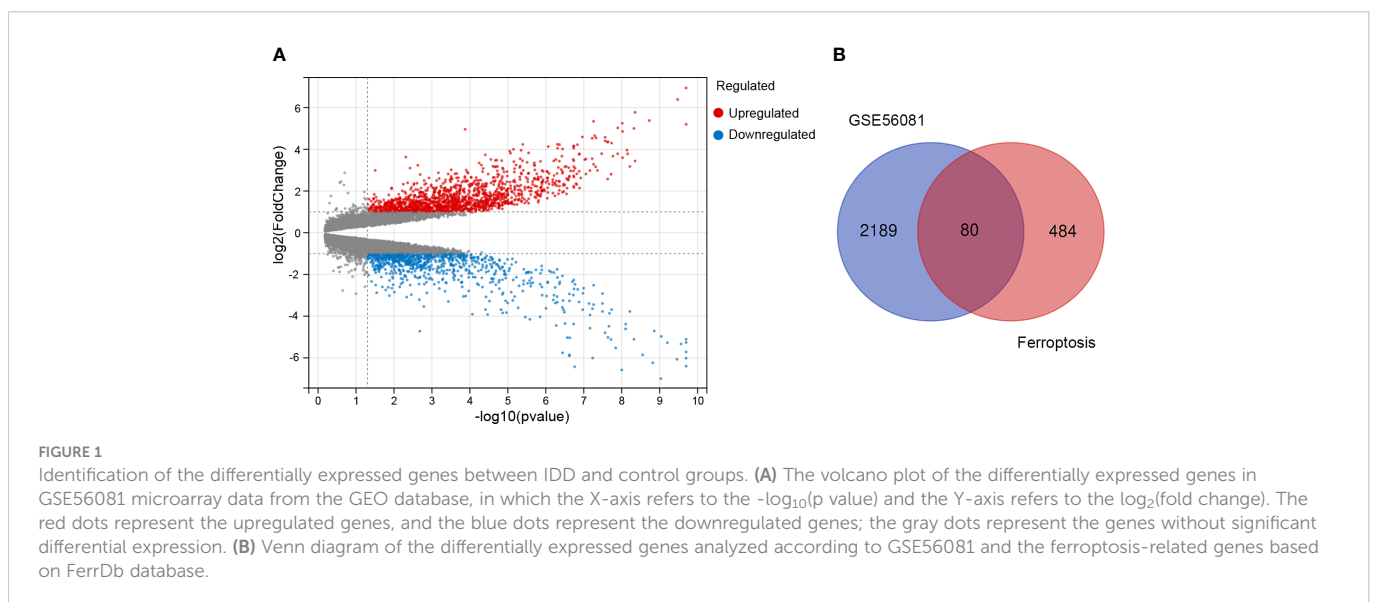 A
B
log2(FoldChange)
6
4
2
0
-2
-4
-6
0 1 2 3 4 5 6 7 8 9 10
-log10(pvalue)
Regulated
Upregulated
Downregulated
GSE56081
2189 80 484
Ferroptosis
FIGURE 1
Identification of the differentially expressed genes between IDD and control groups. (A) The volcano plot of the differentially expressed genes in
GSE56081 microarray data from the GEO database, in which the X-axis refers to the -log10(p value) and the Y-axis refers to the log2(fold change). The
red dots represent the upregulated genes, and the blue dots represent the downregulated genes; the gray dots represent the genes without significant
differential expression. (B) Venn diagram of the differentially expressed genes analyzed according to GSE56081 and the ferroptosis-related genes based
on FerrDb database.